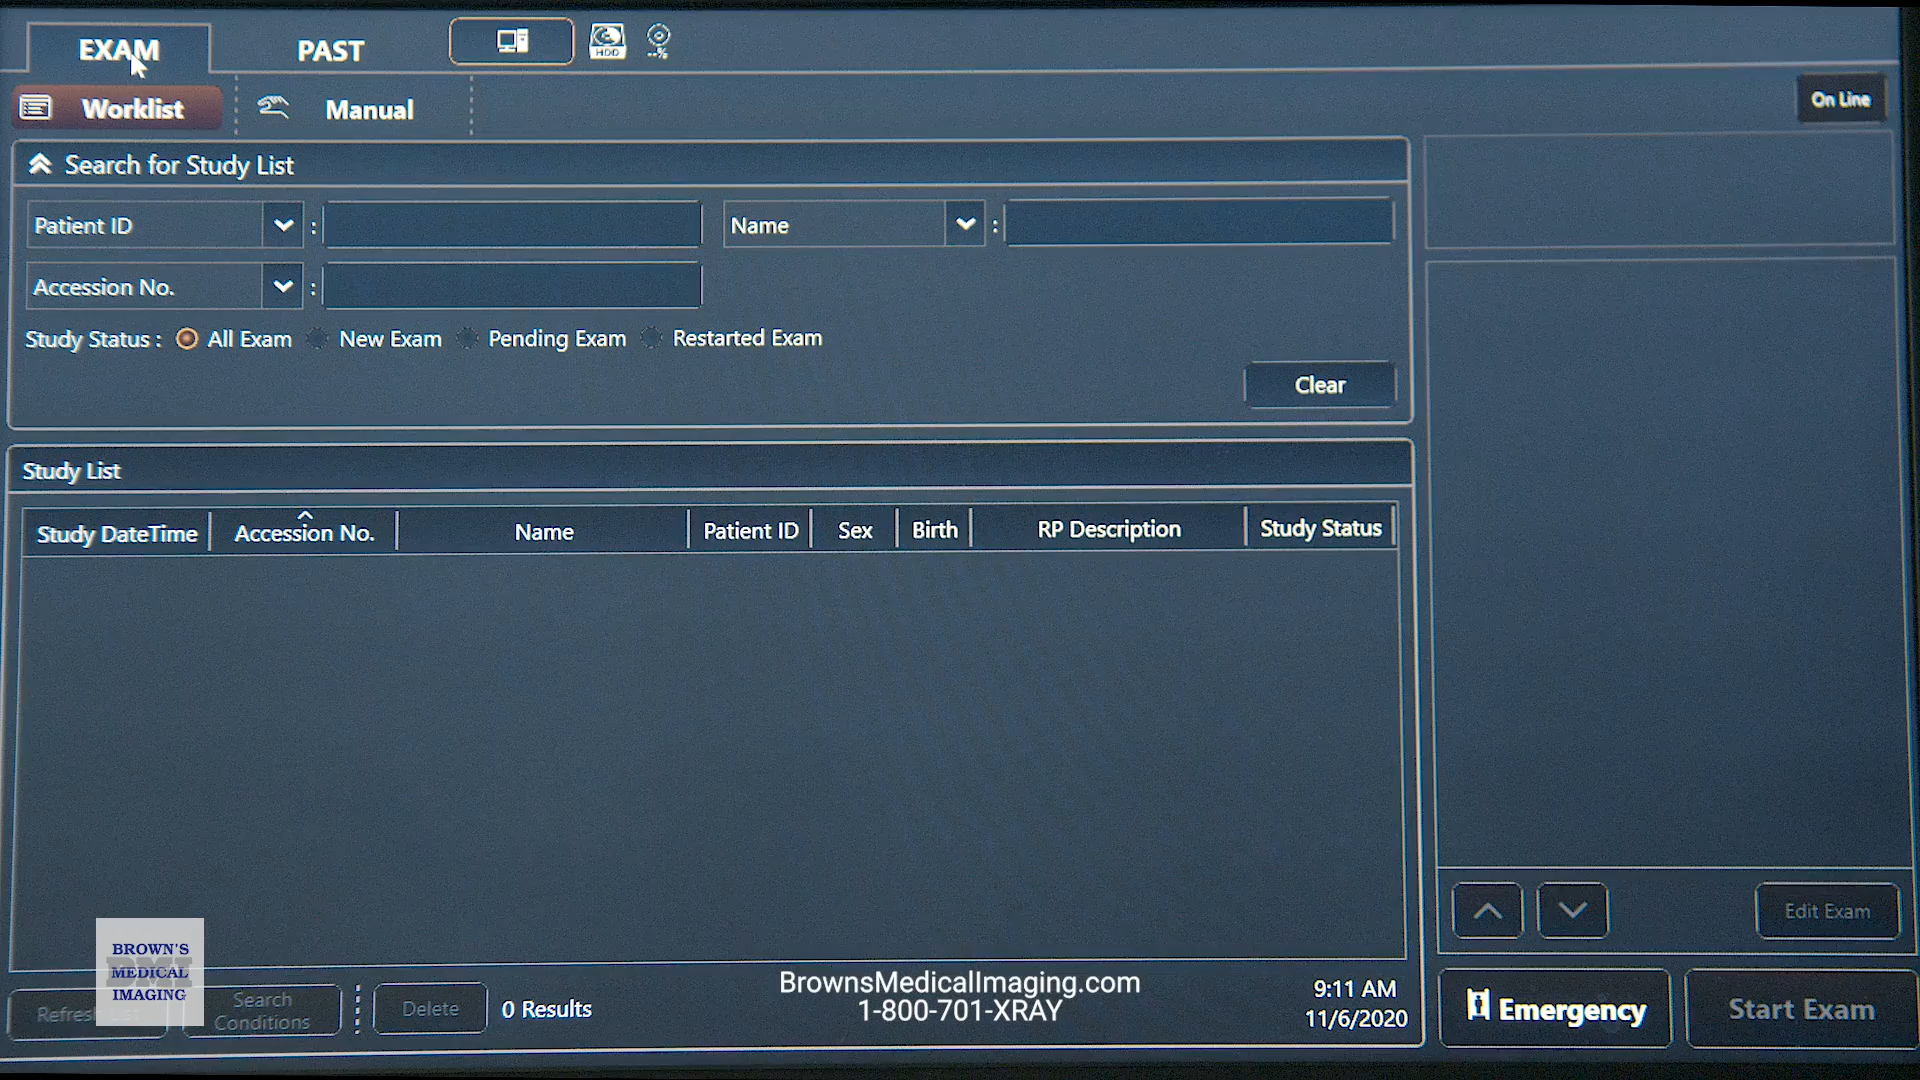 EXAM
PAST
HDD
--%
Worklist
Manual
On Line
Search for Study List
Patient ID :
Name :
Accession No. :
Study Status : All Exam New Exam Pending Exam Restarted Exam
Clear
Study List
Study DateTime Accession No. Name Patient ID Sex Birth RP Description Study Status
Edit Exam
BROWN'S
MEDICAL
IMAGING
BMI
Refresh
Search
Conditions
Delete
0 Results
BrownsMedicalImaging.com
1-800-701-XRAY
9:11 AM
11/6/2020
Emergency
Start Exam